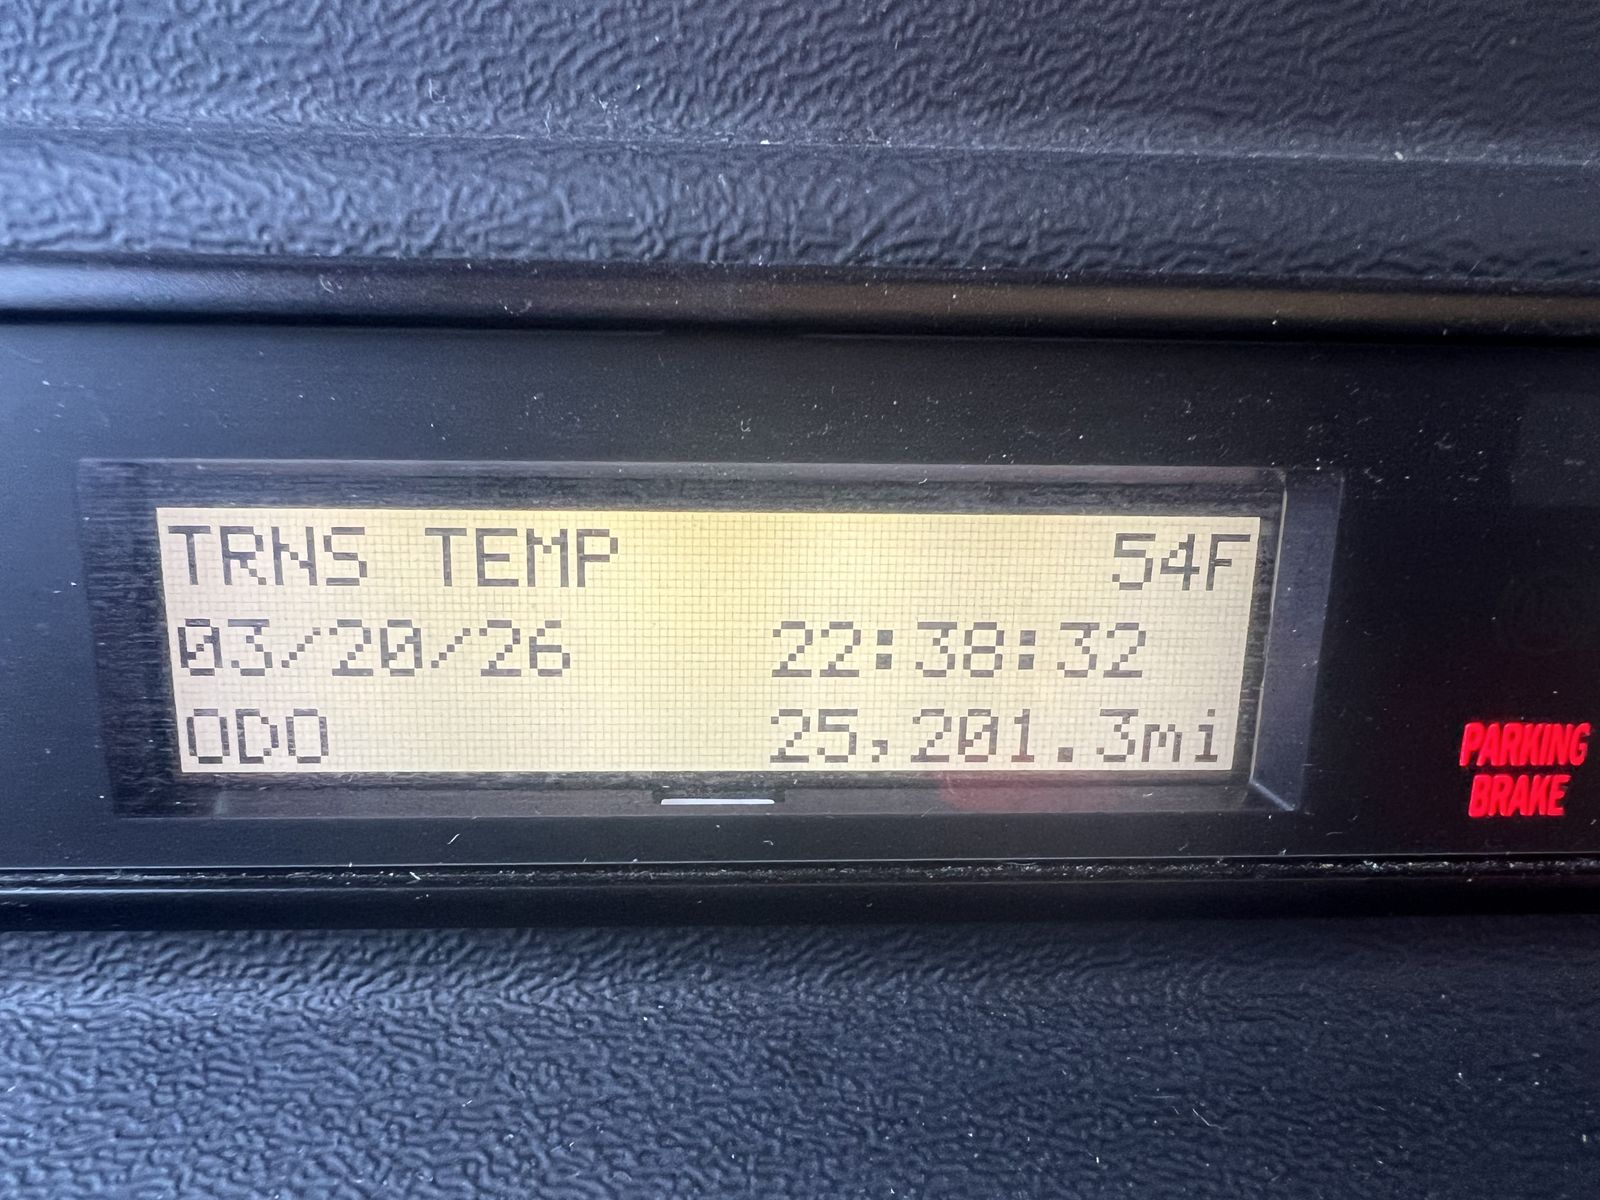 TRNS TEMP 54F
03/20/26 22:38:32
ODO 25,201.3mi
PARKING
BRAKE